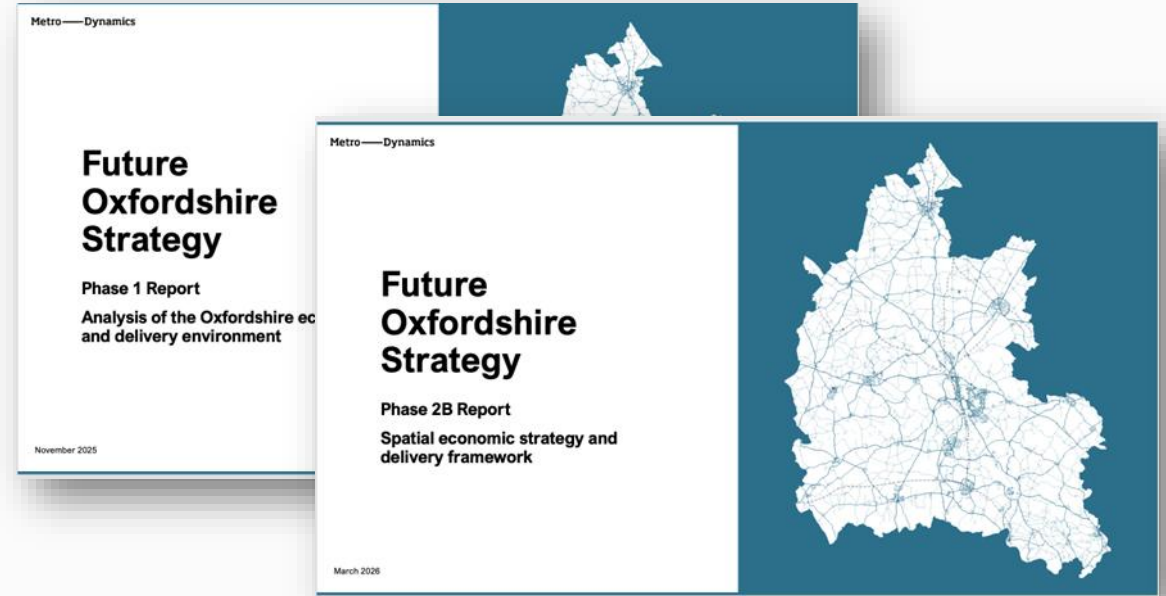 Metro——Dynamics
Future
Oxfordshire
Strategy
Phase 1 Report
Analysis of the Oxfordshire
and delivery environment
November 2025
Metro——Dynamics
Future
Oxfordshire
Strategy
Phase 2B Report
Spatial economic strategy and
delivery framework
March 2026